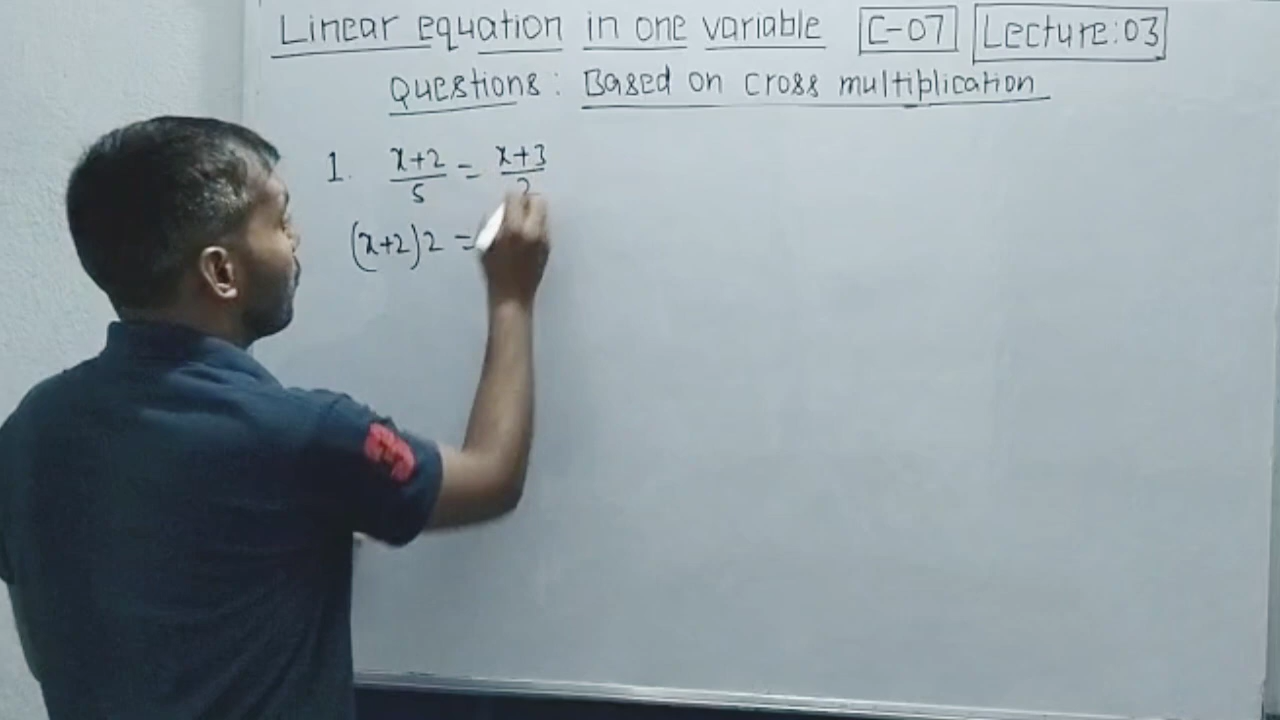 Linear equation in one variable C-07 Lecture:03
Questions: Based on cross multiplication
1. x+2/5 = x+3/2
(x+2)2 =
3